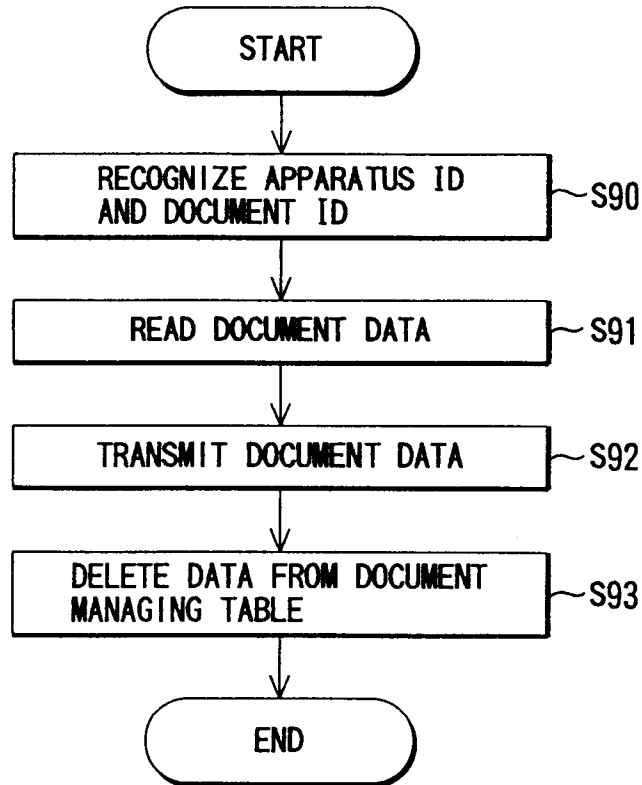 START
RECOGNIZE APPARATUS ID
AND DOCUMENT ID
S90
READ DOCUMENT DATA
S91
TRANSMIT DOCUMENT DATA
S92
DELETE DATA FROM DOCUMENT
MANAGING TABLE
S93
END